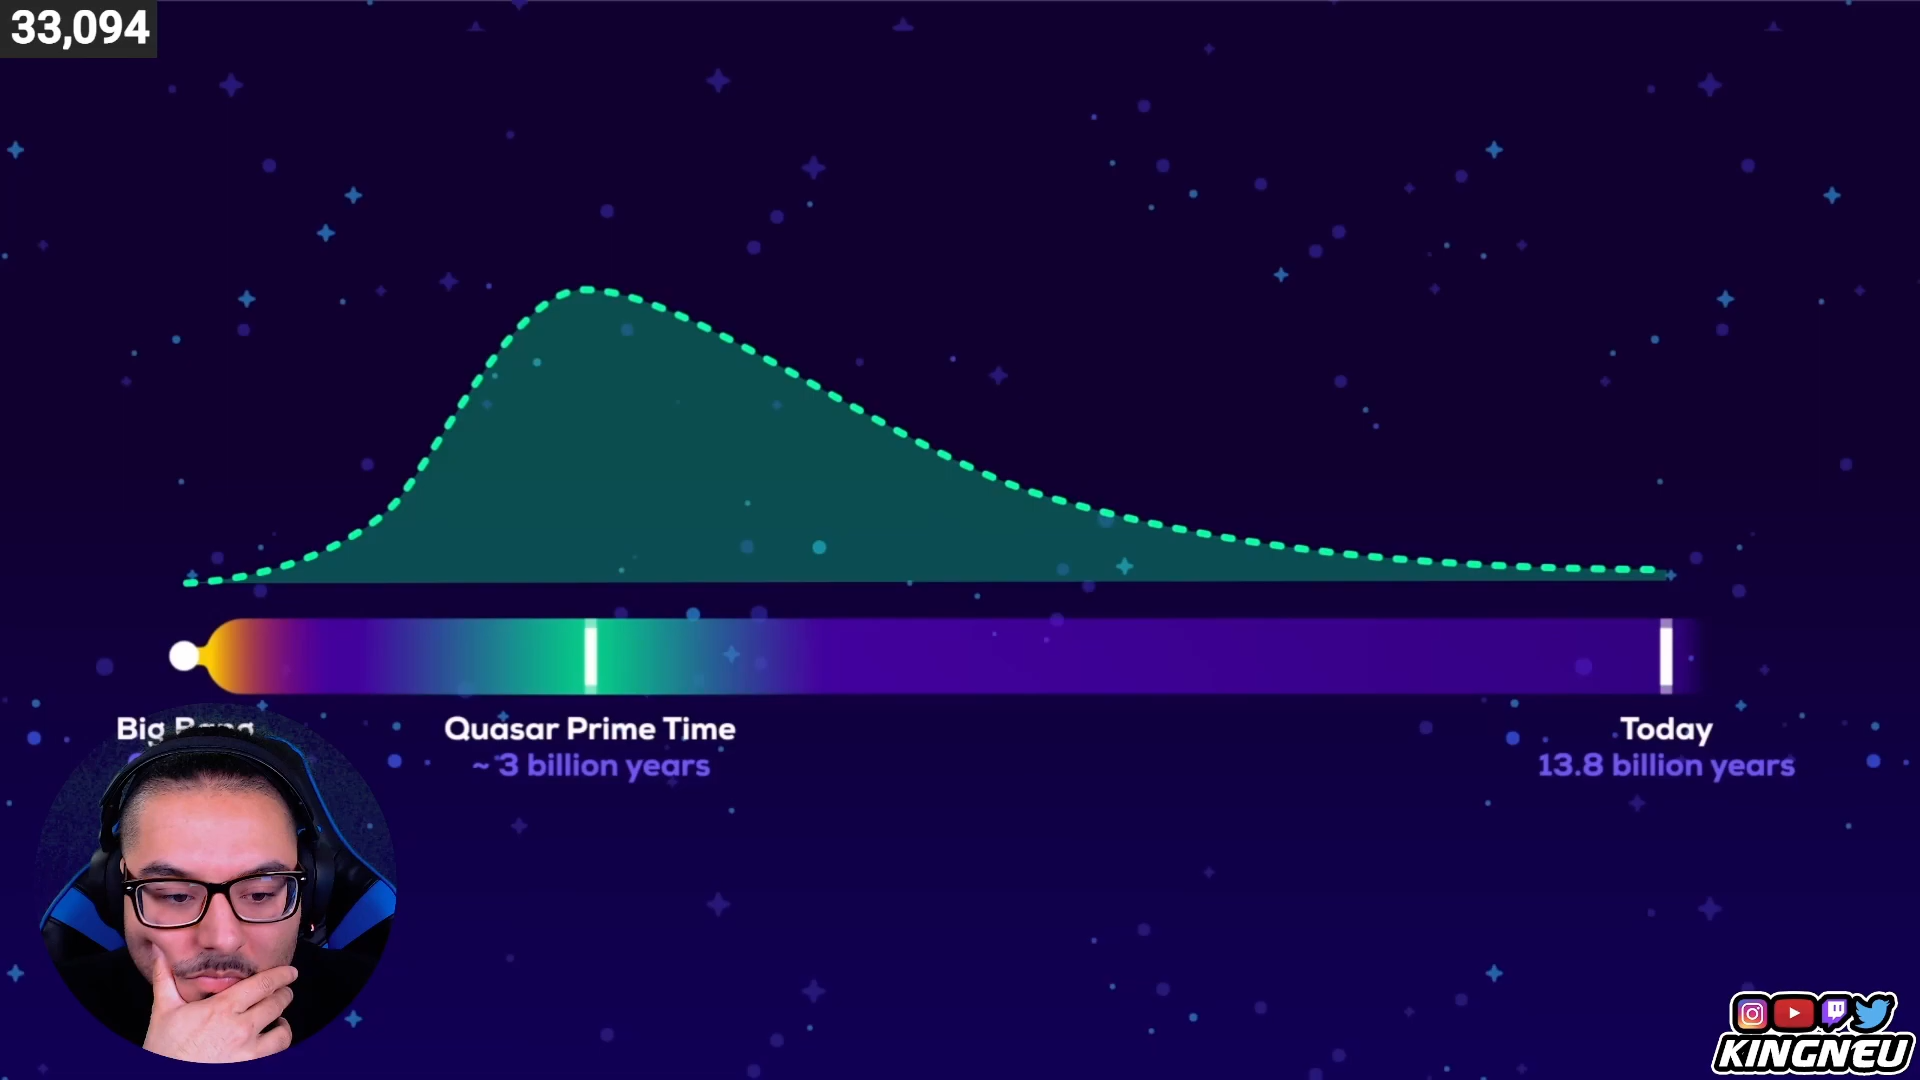 33,094
Big Bang
Quasar Prime Time
~ 3 billion years
Today
13.8 billion years
KINGNEU